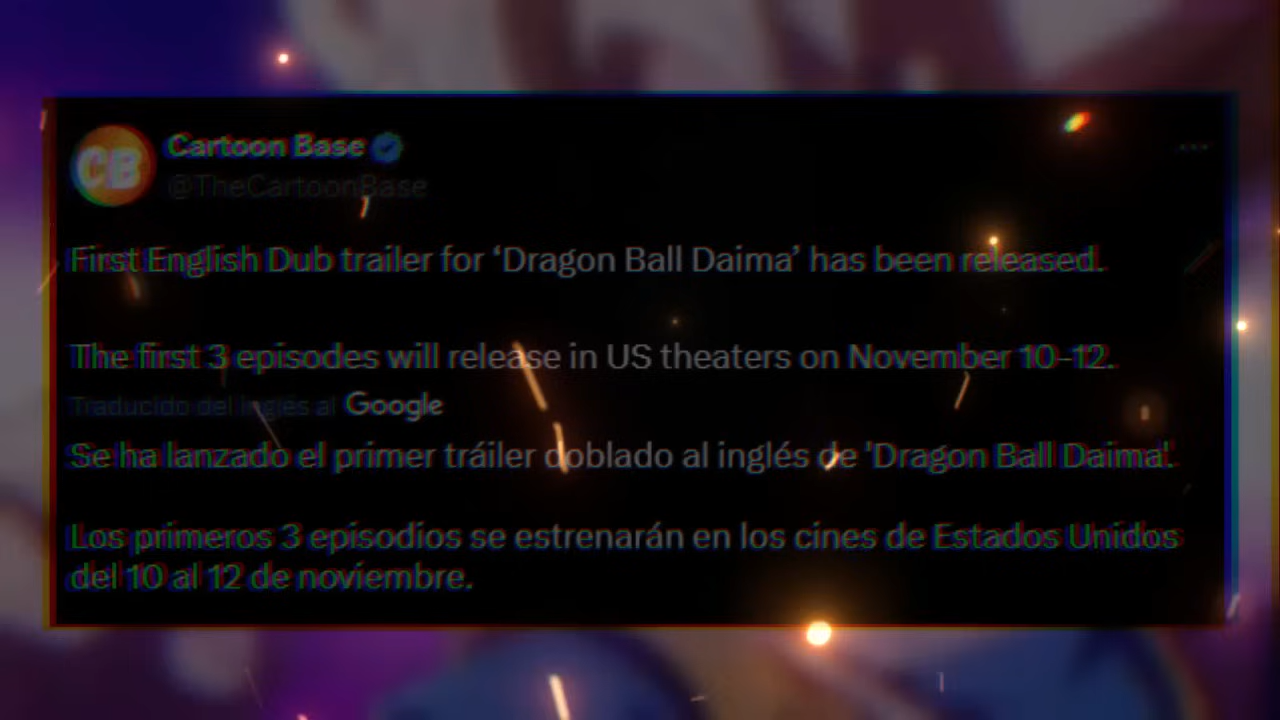 CB
Cartoon Base
@TheCartoonBase
First English Dub trailer for ‘Dragon Ball Daima’ has been released.
The first 3 episodes will release in US theaters on November 10–12.
Traducido del inglés al Google
Se ha lanzado el primer tráiler doblado al inglés de 'Dragon Ball Daima'.
Los primeros 3 episodios se estrenarán en los cines de Estados Unidos
del 10 al 12 de noviembre.